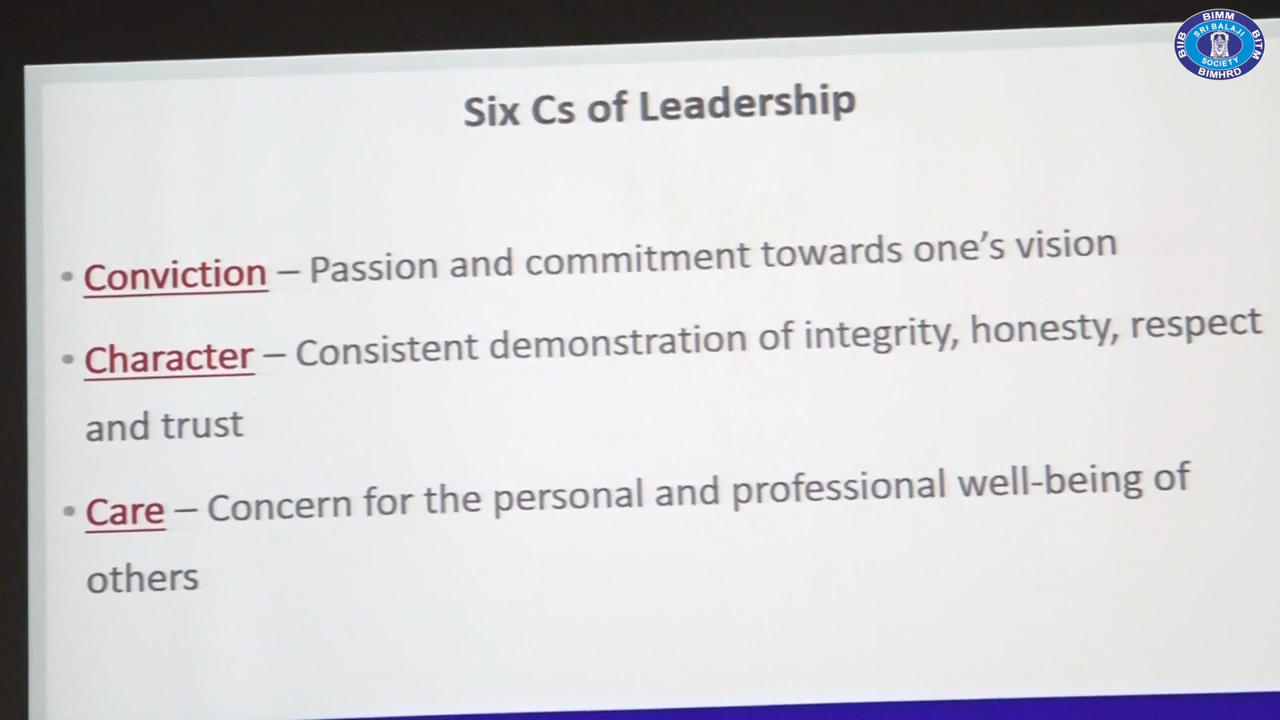 BIMM
BIIB
SRI BALAJI
SOCIETY
BITM
BIMHRD
Six Cs of Leadership
• Conviction – Passion and commitment towards one’s vision
• Character – Consistent demonstration of integrity, honesty, respect
and trust
• Care – Concern for the personal and professional well-being of
others